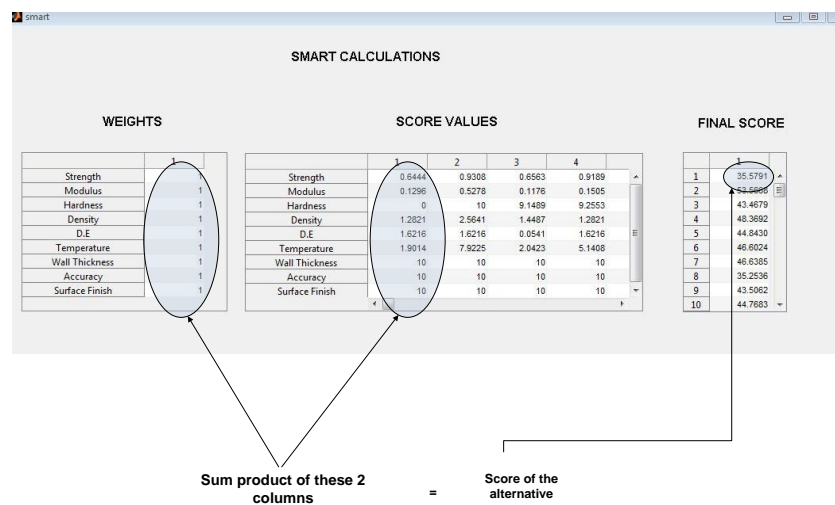 smart
SMART CALCULATIONS
WEIGHTS
1
Strength 1
Modulus 1
Hardness 1
Density 1
D.E 1
Temperature 1
Wall Thickness 1
Accuracy 1
Surface Finish 1
SCORE VALUES
1 2 3 4
Strength 0.6444 0.9308 0.6563 0.9189
Modulus 0.1296 0.5278 0.1176 0.1505
Hardness 0 10 9.1489 9.2553
Density 1.2821 2.5641 1.4487 1.2821
D.E 1.6216 1.6216 0.0541 1.6216
Temperature 1.9014 7.9225 2.0423 5.1408
Wall Thickness 10 10 10 10
Accuracy 10 10 10 10
Surface Finish 10 10 10 10
FINAL SCORE
1
1 35.5791
2
3 43.4679
4 48.3692
5 44.8430
6 46.6024
7 46.6385
8 35.2536
9 43.5062
10 44.7683
Sum product of these 2
columns
=
Score of the
alternative